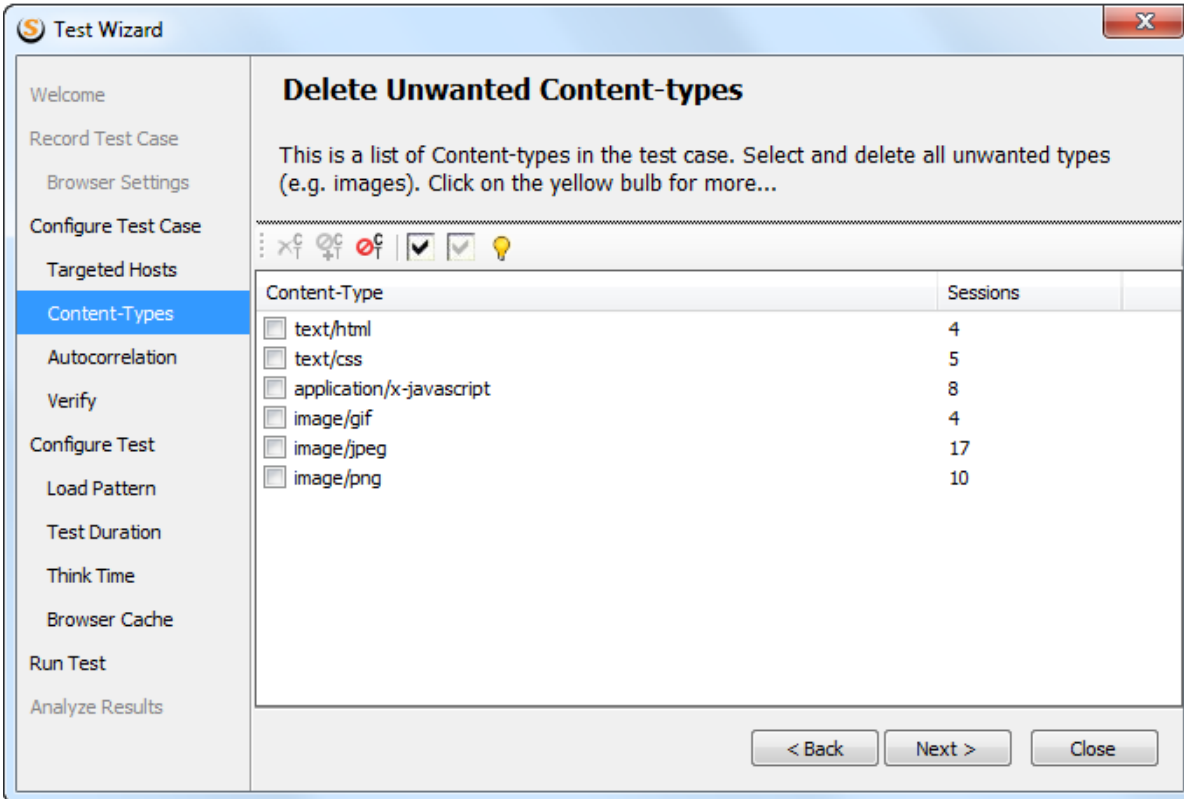 Test Wizard
Welcome
Record Test Case
Browser Settings
Configure Test Case
Targeted Hosts
Content-Types
Autocorrelation
Verify
Configure Test
Load Pattern
Test Duration
Think Time
Browser Cache
Run Test
Analyze Results
Delete Unwanted Content-types
This is a list of Content-types in the test case. Select and delete all unwanted types
(e.g. images). Click on the yellow bulb for more...
Content-Type Sessions
text/html 4
text/css 5
application/x-javascript 8
image/gif 4
image/jpeg 17
image/png 10
< Back Next > Close